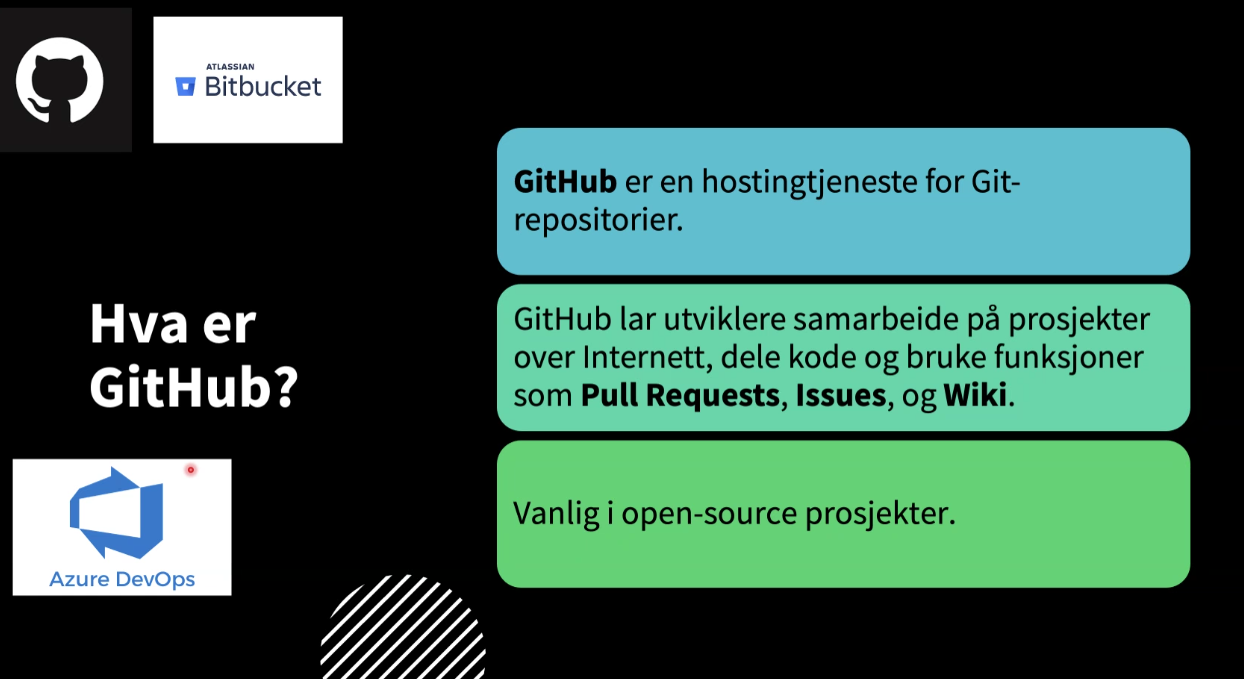 ATLASSIAN
Bitbucket
Hva er
GitHub?
Azure DevOps
GitHub er en hostingtjeneste for Git-
repositorier.
GitHub lar utviklere samarbeide på prosjekter
over Internett, dele kode og bruke funksjoner
som Pull Requests, Issues, og Wiki.
Vanlig i open-source prosjekter.